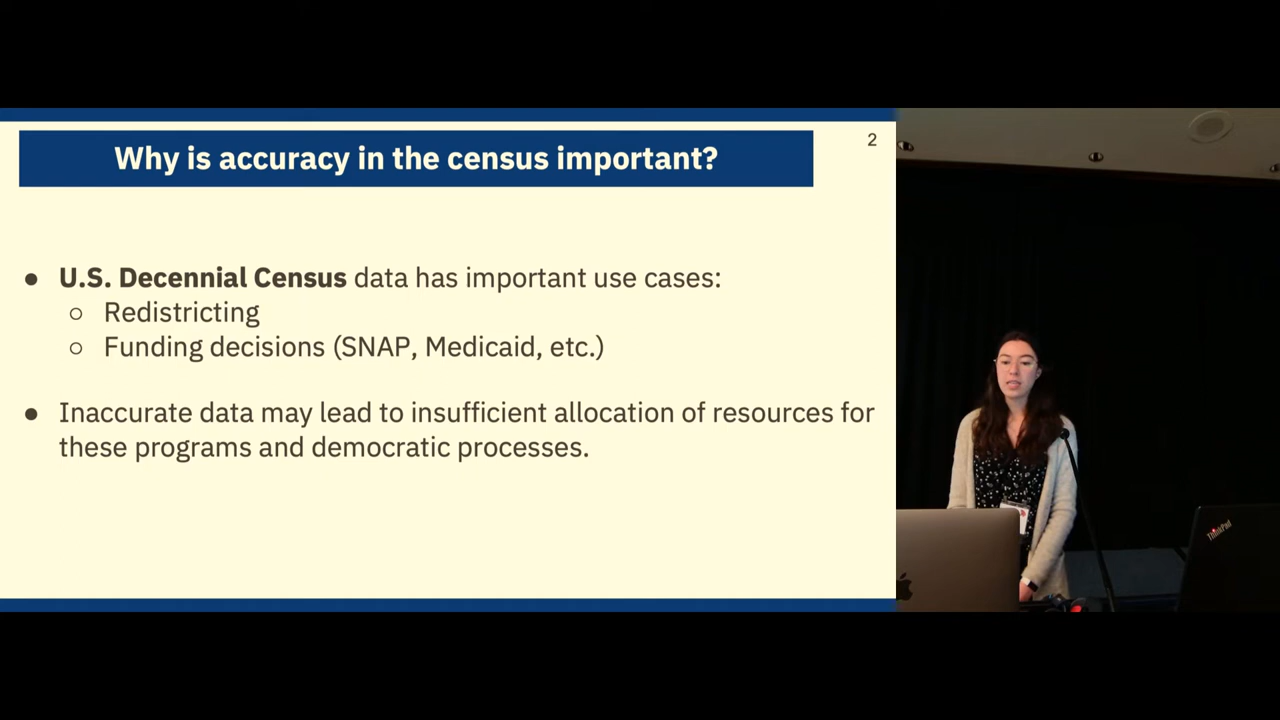 Why is accuracy in the census important?
2
● U.S. Decennial Census data has important use cases:
○ Redistricting
○ Funding decisions (SNAP, Medicaid, etc.)
● Inaccurate data may lead to insufficient allocation of resources for
these programs and democratic processes.
ThinkPad